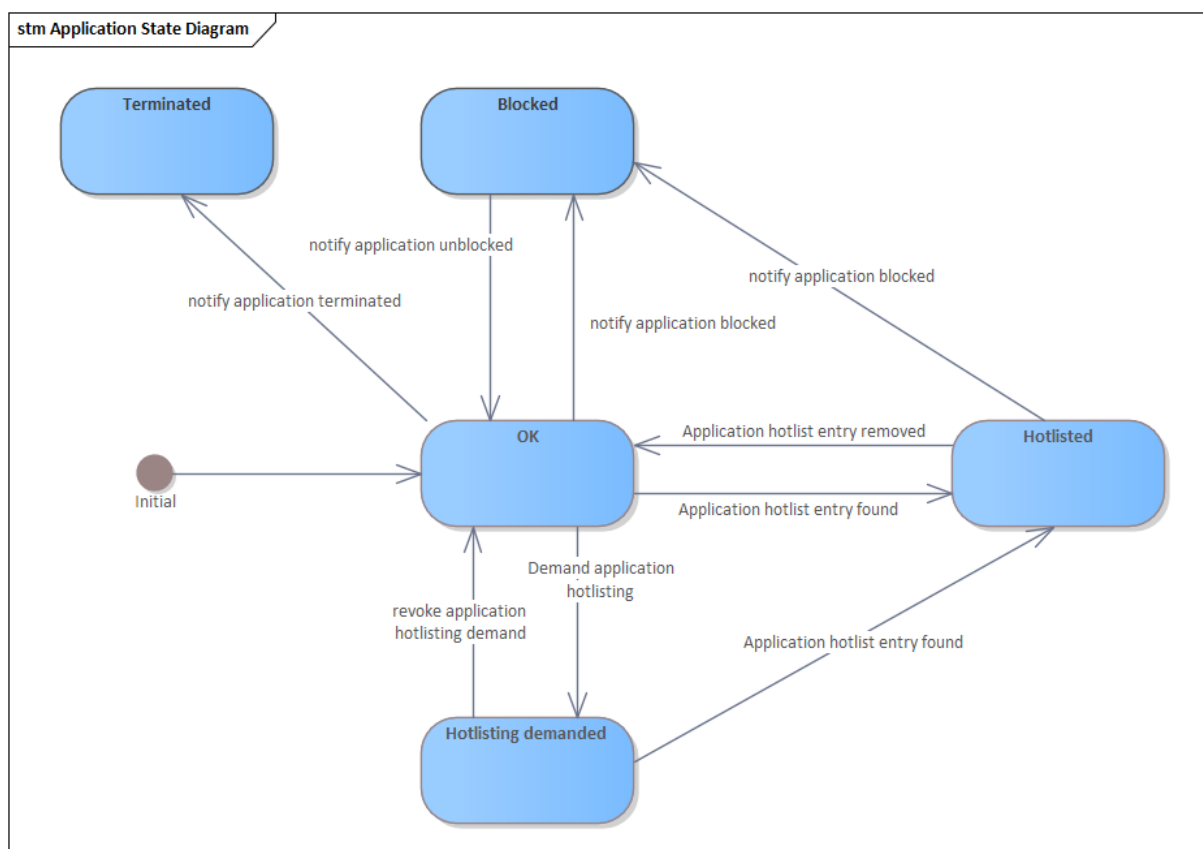 stm Application State Diagram
Terminated
Blocked
notify application unblocked
notify application blocked
notify application terminated
notify application blocked
OK
Application hotlist entry removed
Hotlisted
Initial
Application hotlist entry found
Demand application
hotlisting
revoke application
hotlisting demand
Application hotlist entry found
Hotlisting demanded